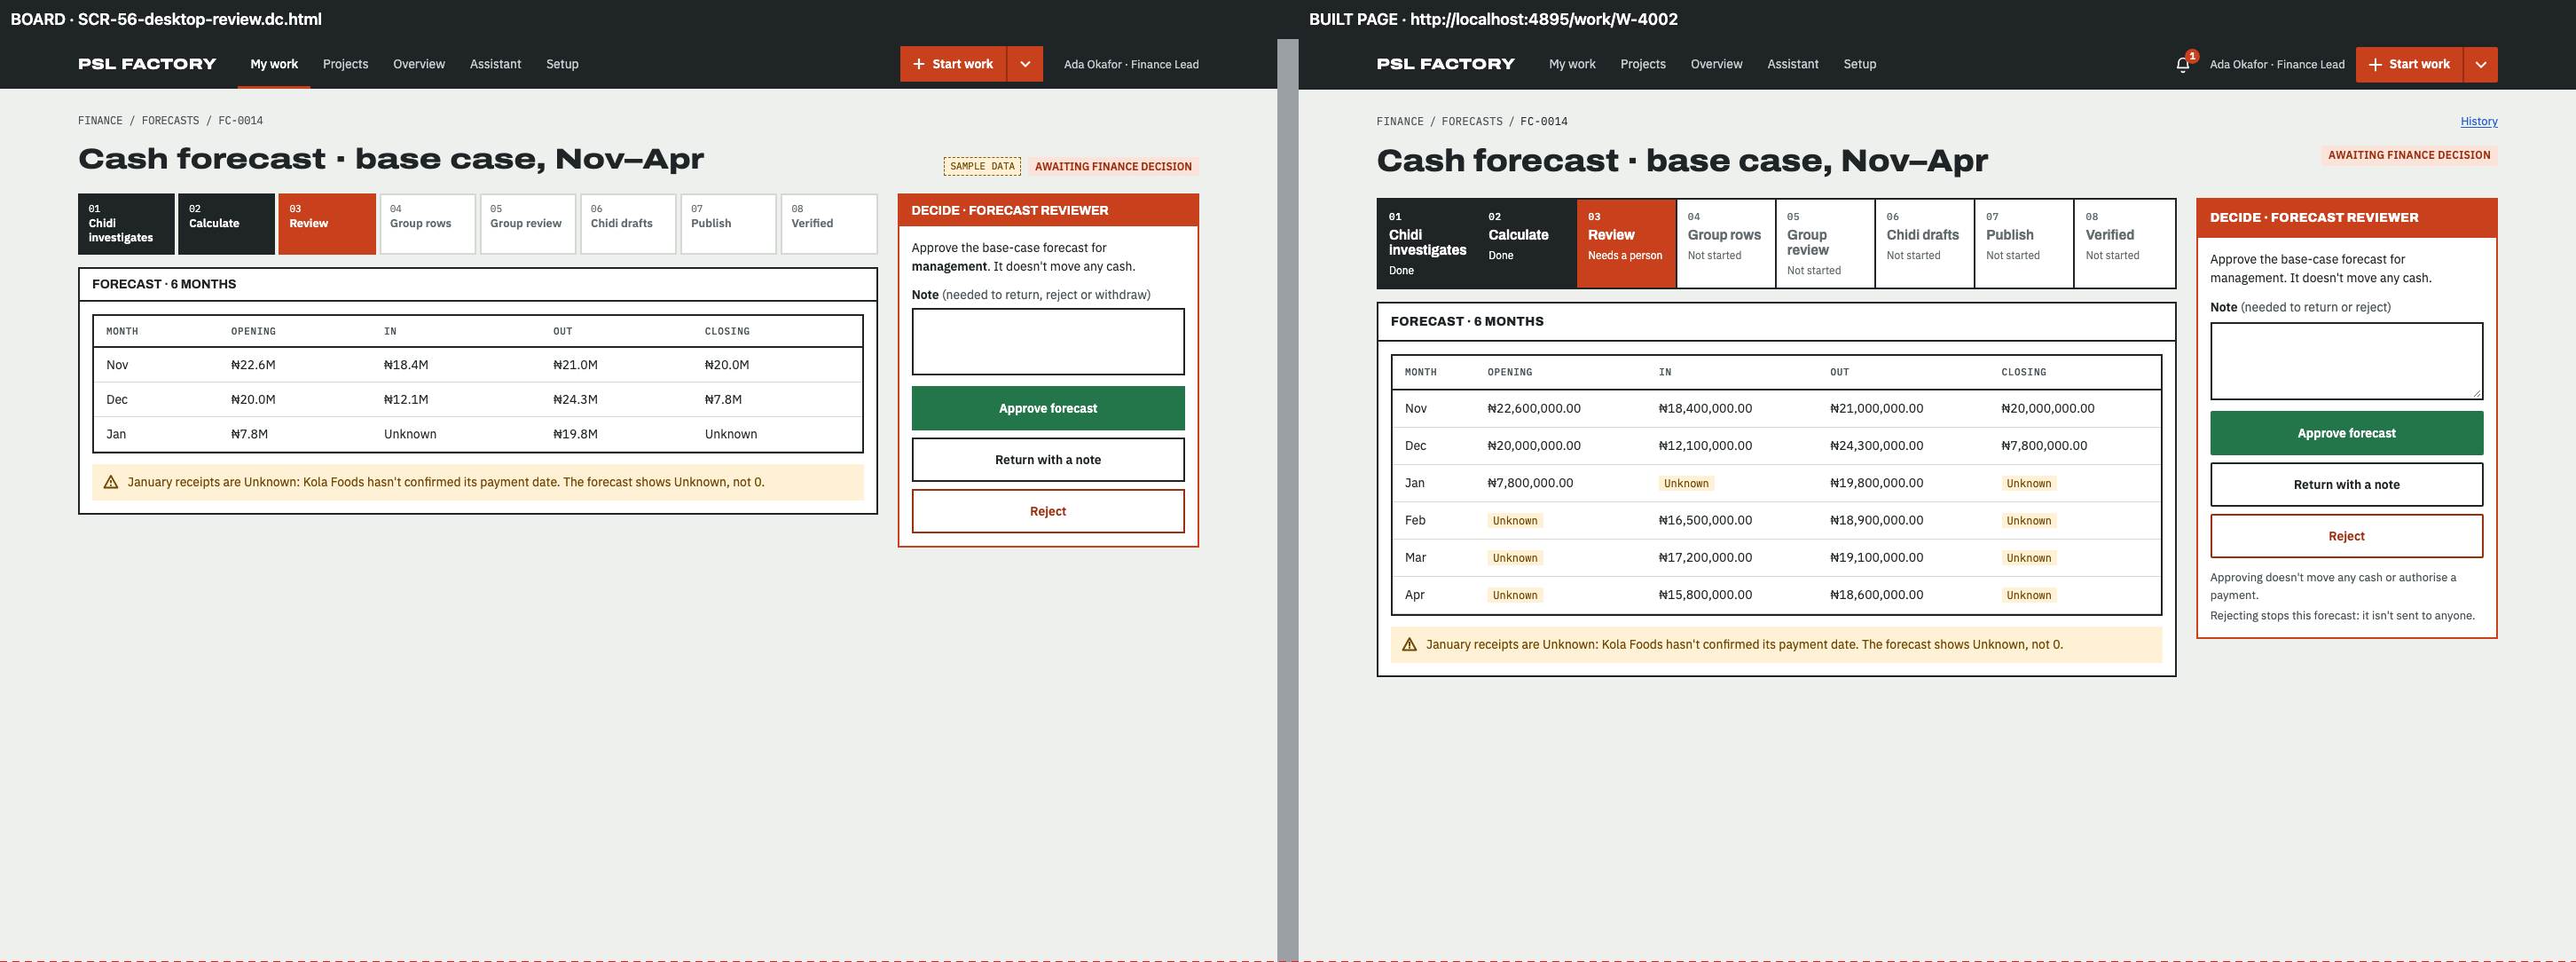 BOARD · SCR-56-desktop-review.dc.html
PSL FACTORY
My work
Projects
Overview
Assistant
Setup
+ Start work
Ada Okafor · Finance Lead
FINANCE / FORECASTS / FC-0014
Cash forecast · base case, Nov–Apr
SAMPLE DATA
AWAITING FINANCE DECISION
01
Chidi
investigates
02
Calculate
03
Review
04
Group rows
05
Group review
06
Chidi drafts
07
Publish
08
Verified
FORECAST · 6 MONTHS
MONTH OPENING IN OUT CLOSING
Nov ₦22.6M ₦18.4M ₦21.0M ₦20.0M
Dec ₦20.0M ₦12.1M ₦24.3M ₦7.8M
Jan ₦7.8M Unknown ₦19.8M Unknown
January receipts are Unknown: Kola Foods hasn't confirmed its payment date. The forecast shows Unknown, not 0.
DECIDE · FORECAST REVIEWER
Approve the base-case forecast for
management. It doesn't move any cash.
Note (needed to return, reject or withdraw)
Approve forecast
Return with a note
Reject
BUILT PAGE · http://localhost:4895/work/W-4002
PSL FACTORY
My work
Projects
Overview
Assistant
Setup
1
Ada Okafor · Finance Lead
+ Start work
FINANCE / FORECASTS / FC-0014
History
Cash forecast · base case, Nov–Apr
AWAITING FINANCE DECISION
01
Chidi
investigates
Done
02
Calculate
Done
03
Review
Needs a person
04
Group rows
Not started
05
Group
review
Not started
06
Chidi drafts
Not started
07
Publish
Not started
08
Verified
Not started
FORECAST · 6 MONTHS
MONTH OPENING IN OUT CLOSING
Nov ₦22,600,000.00 ₦18,400,000.00 ₦21,000,000.00 ₦20,000,000.00
Dec ₦20,000,000.00 ₦12,100,000.00 ₦24,300,000.00 ₦7,800,000.00
Jan ₦7,800,000.00 Unknown ₦19,800,000.00 Unknown
Feb Unknown ₦16,500,000.00 ₦18,900,000.00 Unknown
Mar Unknown ₦17,200,000.00 ₦19,100,000.00 Unknown
Apr Unknown ₦15,800,000.00 ₦18,600,000.00 Unknown
January receipts are Unknown: Kola Foods hasn't confirmed its payment date. The forecast shows Unknown, not 0.
DECIDE · FORECAST REVIEWER
Approve the base-case forecast for
management. It doesn't move any cash.
Note (needed to return or reject)
Approve forecast
Return with a note
Reject
Approving doesn't move any cash or authorise a
payment.
Rejecting stops this forecast: it isn't sent to anyone.